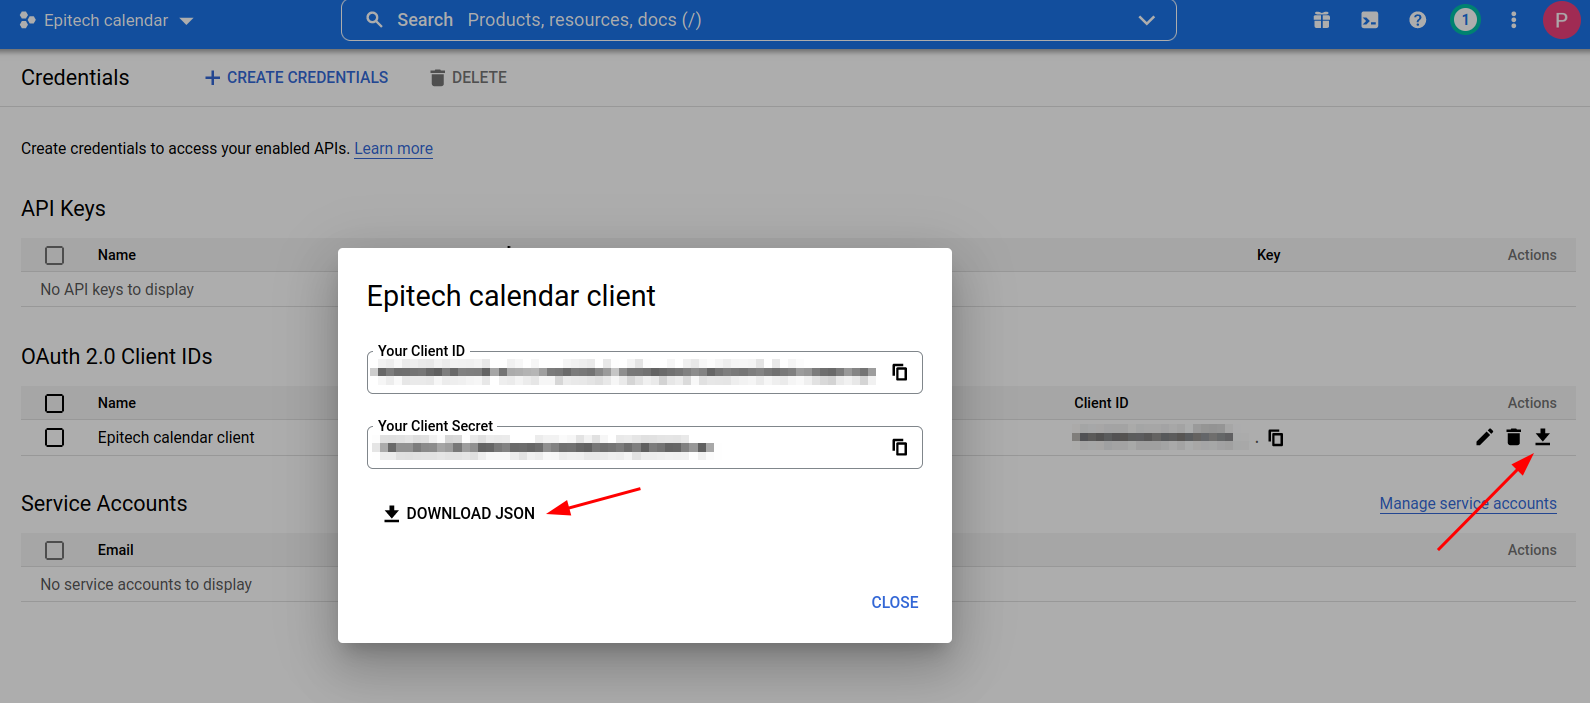 Epitech calendar
Search Products, resources, docs (/)
1
P
Credentials
CREATE CREDENTIALS
DELETE
Create credentials to access your enabled APIs. Learn more
API Keys
Name
Key
Actions
No API keys to display
OAuth 2.0 Client IDs
Name
Client ID
Actions
Epitech calendar client
Service Accounts
Manage service accounts
Email
Actions
No service accounts to display
Epitech calendar client
Your Client ID
Your Client Secret
DOWNLOAD JSON
CLOSE